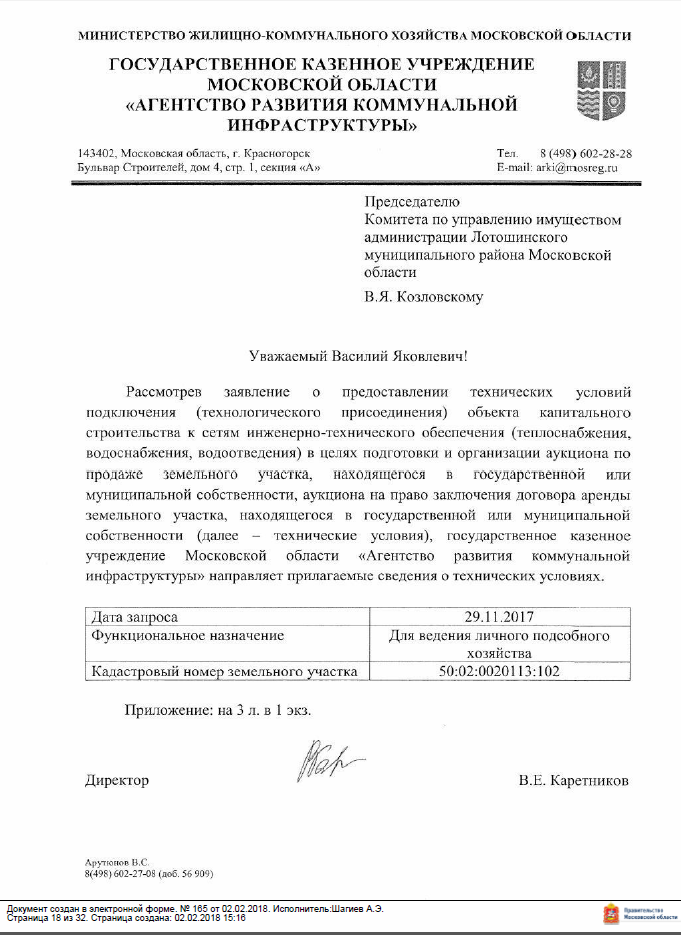 МИНИСТЕРСТВО ЖИЛИЩНО-КОММУНАЛЬНОГО ХОЗЯЙСТВА МОСКОВСКОЙ ОБЛАСТИ
ГОСУДАРСТВЕННОЕ КАЗЕННОЕ УЧРЕЖДЕНИЕ
МОСКОВСКОЙ ОБЛАСТИ
«АГЕНТСТВО РАЗВИТИЯ КОММУНАЛЬНОЙ
ИНФРАСТРУКТУРЫ»
143402, Московская область, г. Красногорск
Бульвар Строителей, дом 4, стр. 1, секция «А»
Тел. 8 (498) 602-28-28
E-mail: arki@mosreg.ru
Председателю
Комитета по управлению имуществом
администрации Лотошинского
муниципального района Московской
области
В.Я. Козловскому
Уважаемый Василий Яковлевич!
Рассмотрев заявление о предоставлении технических условий
подключения (технологического присоединения) объекта капитального
строительства к сетям инженерно-технического обеспечения (теплоснабжения,
водоснабжения, водоотведения) в целях подготовки и организации аукциона по
продаже земельного участка, находящегося в государственной или
муниципальной собственности, аукциона на право заключения договора аренды
земельного участка, находящегося в государственной или муниципальной
собственности (далее – технические условия), государственное казенное
учреждение Московской области «Агентство развития коммунальной
инфраструктуры» направляет прилагаемые сведения о технических условиях.
Дата запроса 29.11.2017
Функциональное назначение Для ведения личного подсобного
хозяйства
Кадастровый номер земельного участка 50:02:0020113:102
Приложение: на 3 л. в 1 экз.
Директор В.Е. Каретников
Арутюнов В.С.
8(498) 602-27-08 (доб. 56 909)
Документ создан в электронной форме. № 165 от 02.02.2018. Исполнитель:Шагиев А.Э.
Страница 18 из 32. Страница создана: 02.02.2018 15:16
Правительство
Московской области